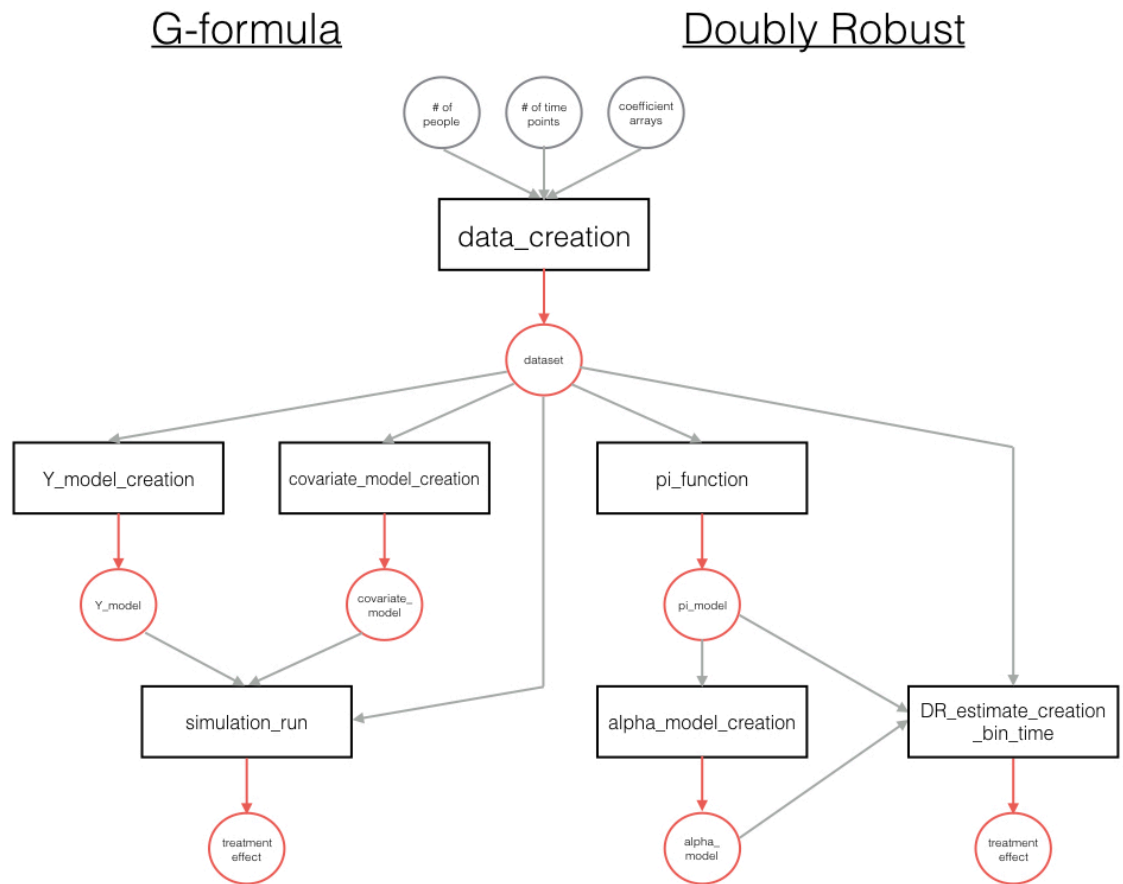 G-formula
Doubly Robust
# of
people
# of time
points
coefficient
arrays
data_creation
dataset
Y_model_creation
covariate_model_creation
pi_function
Y_model
covariate_
model
pi_model
simulation_run
alpha_model_creation
DR_estimate_creation
_bin_time
treatment
effect
alpha_
model
treatment
effect